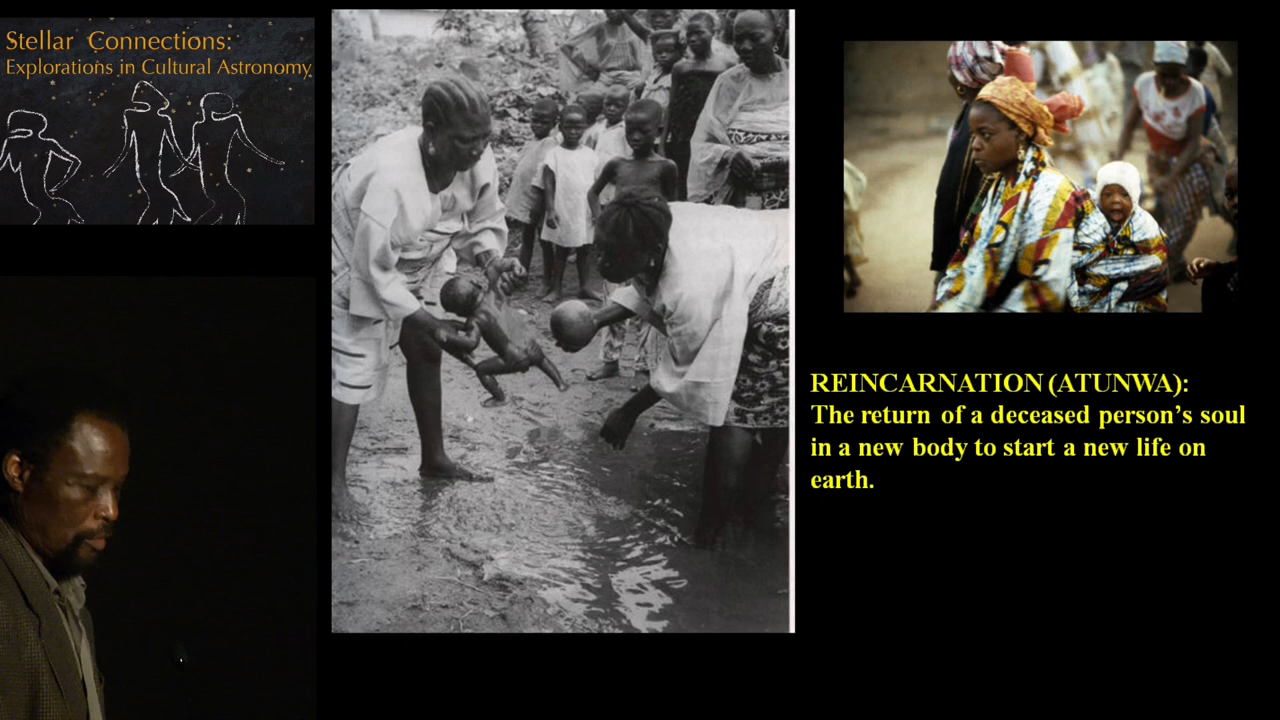 Stellar Connections:
Explorations in Cultural Astronomy
REINCARNATION (ATUNWA):
The return of a deceased person's soul
in a new body to start a new life on
earth.